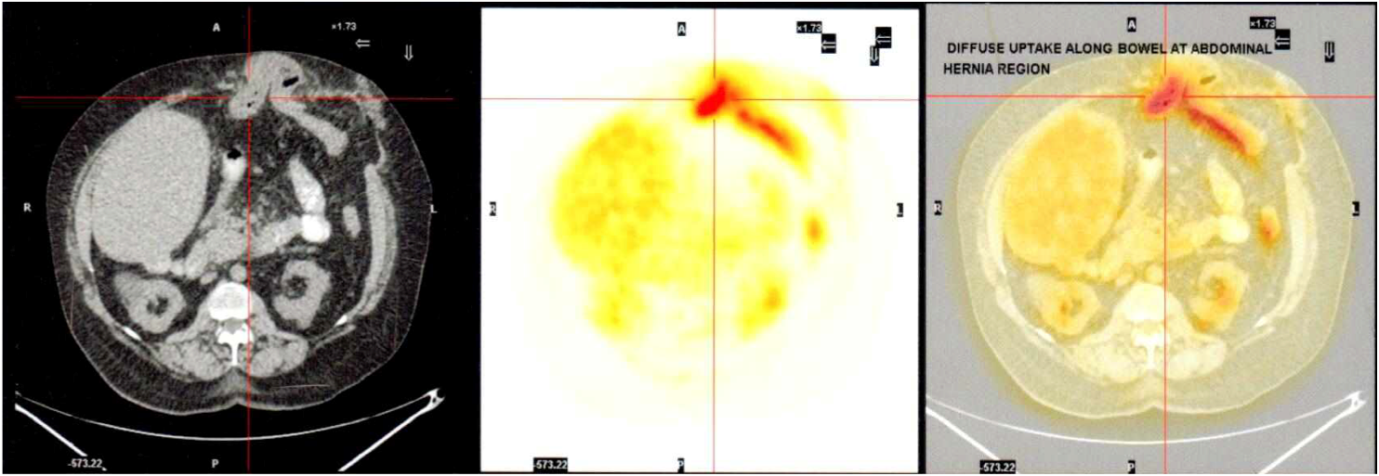 A
×1.73
R
L
-573.22
P
A
×1.73
R
L
-573.22
P
A
×1.73
DIFFUSE UPTAKE ALONG BOWEL AT ABDOMINAL
HERNIA REGION
R
L
-573.22
P